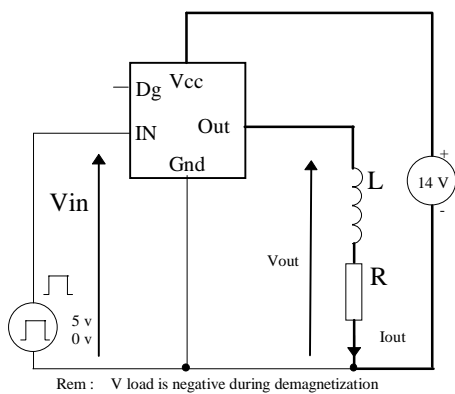 Vcc
Dg
IN
Out
Gnd
+
14 V
-
Vin
L
Vout
R
5 v
0 v
Iout
Rem : V load is negative during demagnetization